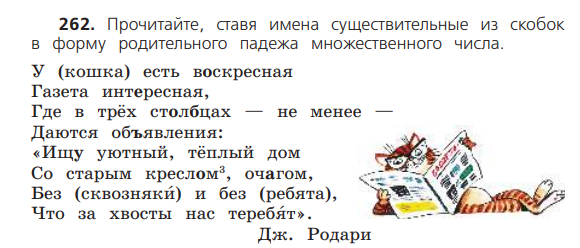 262. Прочитайте, ставя имена существительные из скобок
в форму родительного падежа множественного числа.
У (кошка) есть воскресная
Газета интересная,
Где в трёх столбцах — не менее —
Даются объявления:
«Ищу уютный, тёплый дом
Со старым креслом³, очагом,
Без (сквозняки́) и без (ребята),
Что за хвосты нас теребя́т».
Дж. Родари